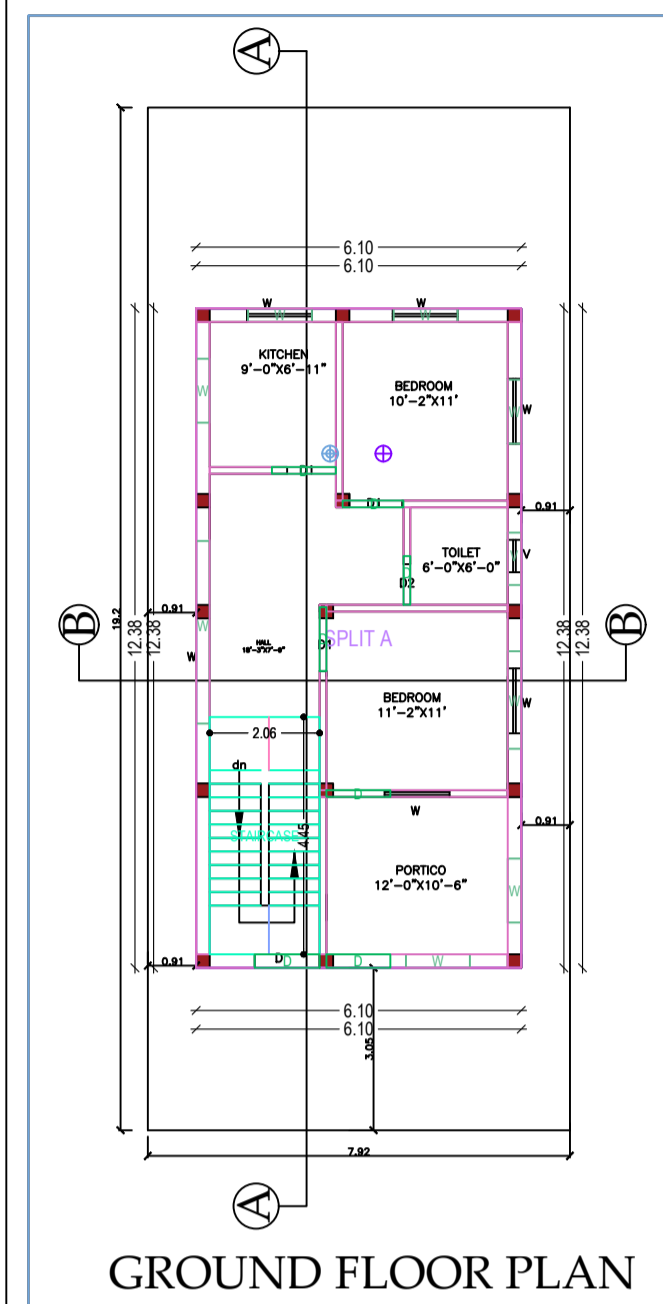 A
6.10
6.10
W
W
W
W
KITCHEN
9'-0"X6'-11"
BEDROOM
10'-2"X11'
W
W
W
D1
D1
0.91
TOILET
6'-0"X6'-0"
V
V
D2
19.2
12.38
12.38
0.91
B
B
12.38
12.38
W
W
HALL
D1
SPLIT A
BEDROOM
11'-2"X11'
W
W
2.06
dn
STAIRCASE
4.45
D
W
0.91
PORTICO
12'-0"X10'-6"
W
0.91
D
D
D
W
6.10
6.10
3.05
7.92
A
GROUND FLOOR PLAN